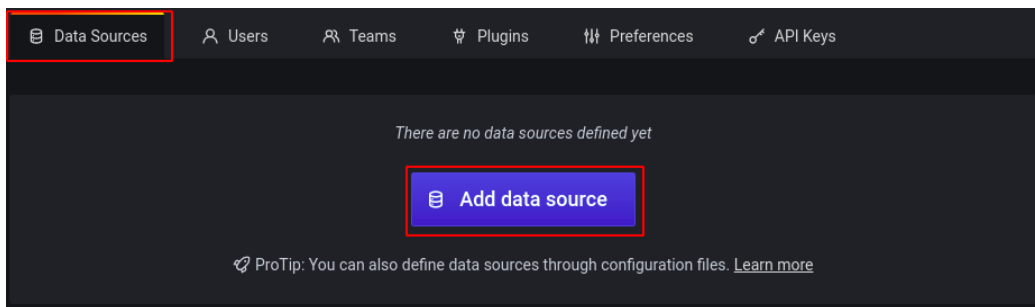 Data Sources Users Teams Plugins Preferences API Keys
There are no data sources defined yet
Add data source
ProTip: You can also define data sources through configuration files. Learn more